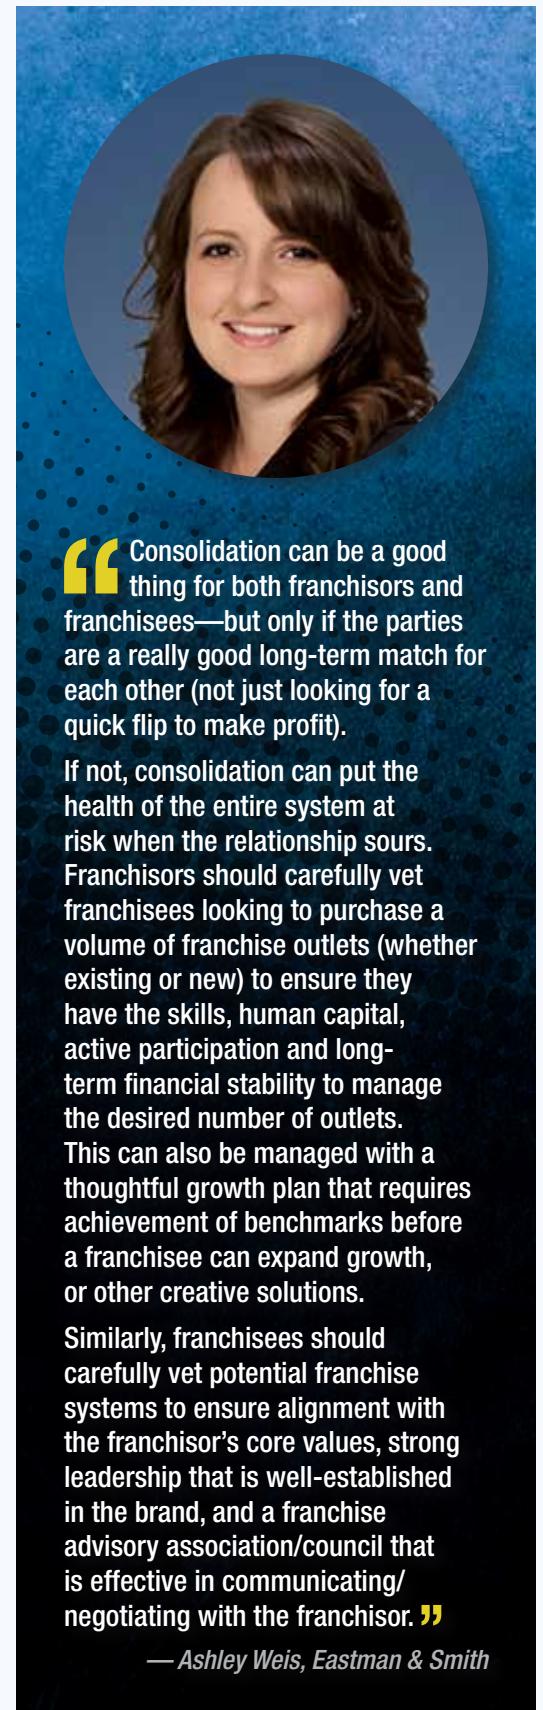 “ Consolidation can be a good
thing for both franchisors and
franchisees—but only if the parties
are a really good long-term match for
each other (not just looking for a
quick flip to make profit).
If not, consolidation can put the
health of the entire system at
risk when the relationship sours.
Franchisors should carefully vet
franchisees looking to purchase a
volume of franchise outlets (whether
existing or new) to ensure they
have the skills, human capital,
active participation and long-
term financial stability to manage
the desired number of outlets.
This can also be managed with a
thoughtful growth plan that requires
achievement of benchmarks before
a franchisee can expand growth,
or other creative solutions.
Similarly, franchisees should
carefully vet potential franchise
systems to ensure alignment with
the franchisor’s core values, strong
leadership that is well-established
in the brand, and a franchise
advisory association/council that
is effective in communicating/
negotiating with the franchisor. ”
— Ashley Weis, Eastman & Smith